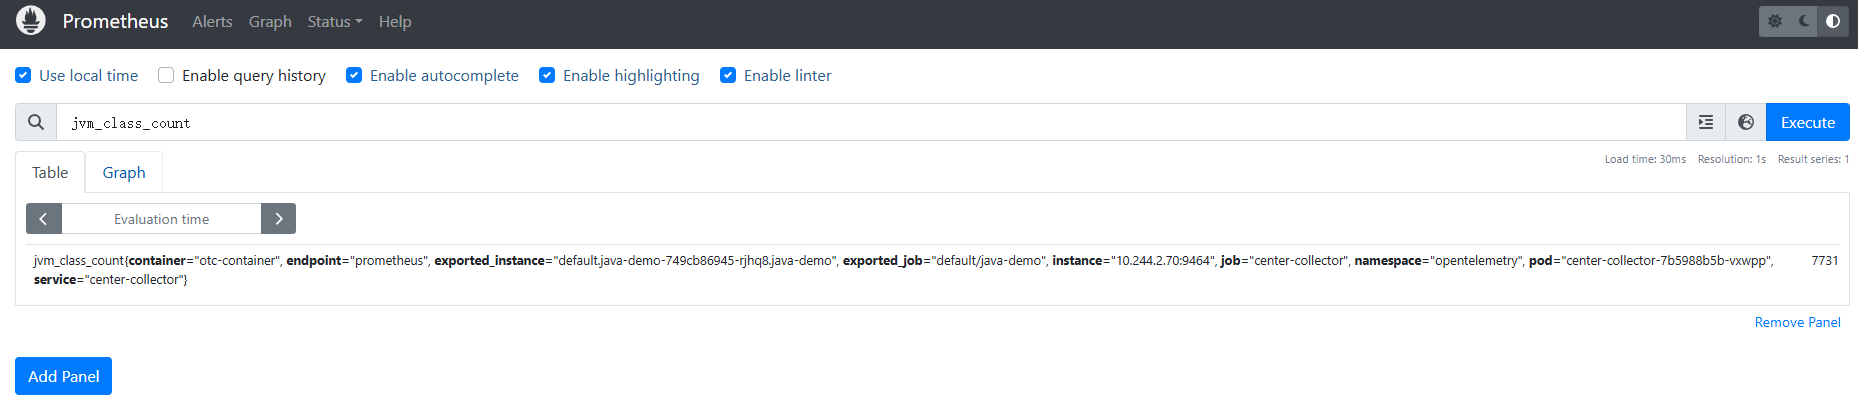 Prometheus Alerts Graph Status Help
Use local time Enable query history Enable autocomplete Enable highlighting Enable linter
jvm_class_count Execute
Load time: 30ms Resolution: 1s Result series: 1
Table Graph
Evaluation time
jvm_class_count{container="otc-container", endpoint="prometheus", exported_instance="default.java-demo-749cb86945-rjhq8.java-demo", exported_job="default/java-demo", instance="10.244.2.70:9464", job="center-collector", namespace="opentelemetry", pod="center-collector-7b5988b5b-vxwpp", 7731
service="center-collector"}
Remove Panel
Add Panel